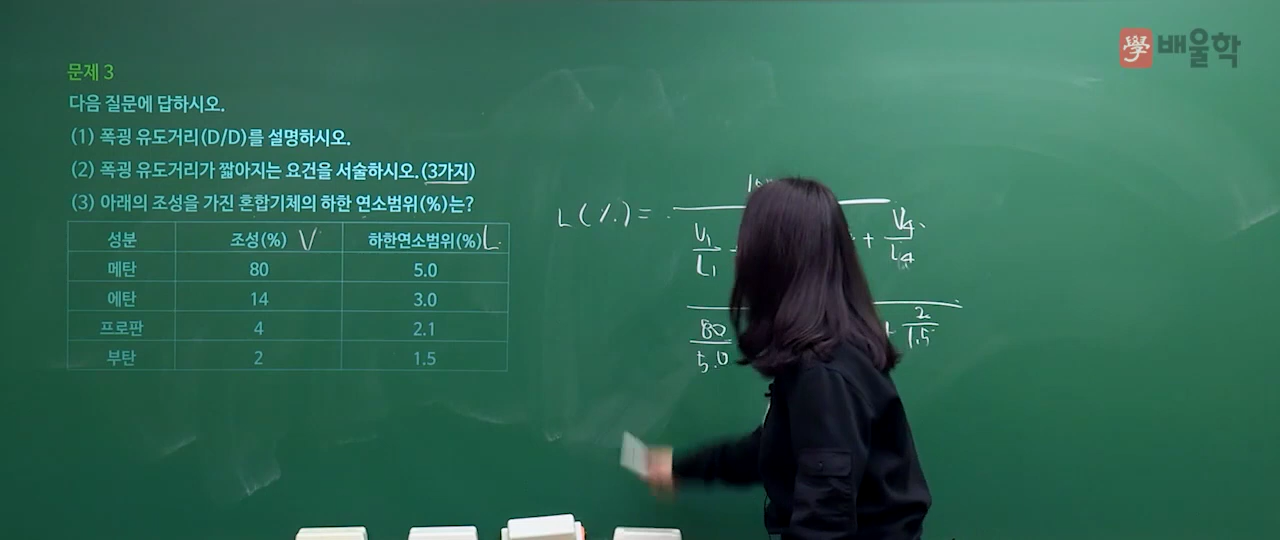 學 배울학
문제 3
다음 질문에 답하시오.
(1) 폭굉 유도거리(D/D)를 설명하시오.
(2) 폭굉 유도거리가 짧아지는 요건을 서술하시오.(3가지)
(3) 아래의 조성을 가진 혼합기체의 하한 연소범위(%)는?
성분 조성(%) V 하한연소범위(%) L
메탄 80 5.0
에탄 14 3.0
프로판 4 2.1
부탄 2 1.5
L(%) =
V₁ + V₄
L₁ L₄
80 + 2
5.0 1.5